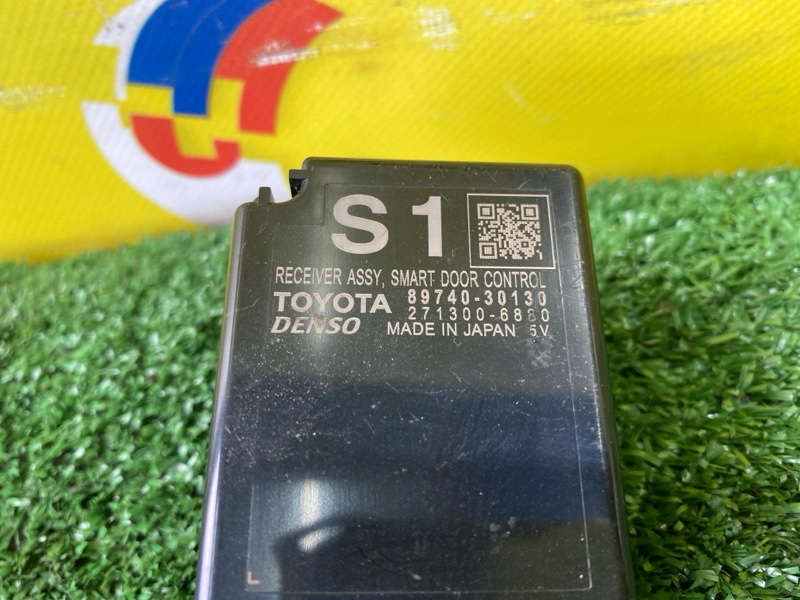 S1
RECEIVER ASSY, SMART DOOR CONTROL
TOYOTA 89740-30130
DENSO 271300-6880
MADE IN JAPAN 5V
L